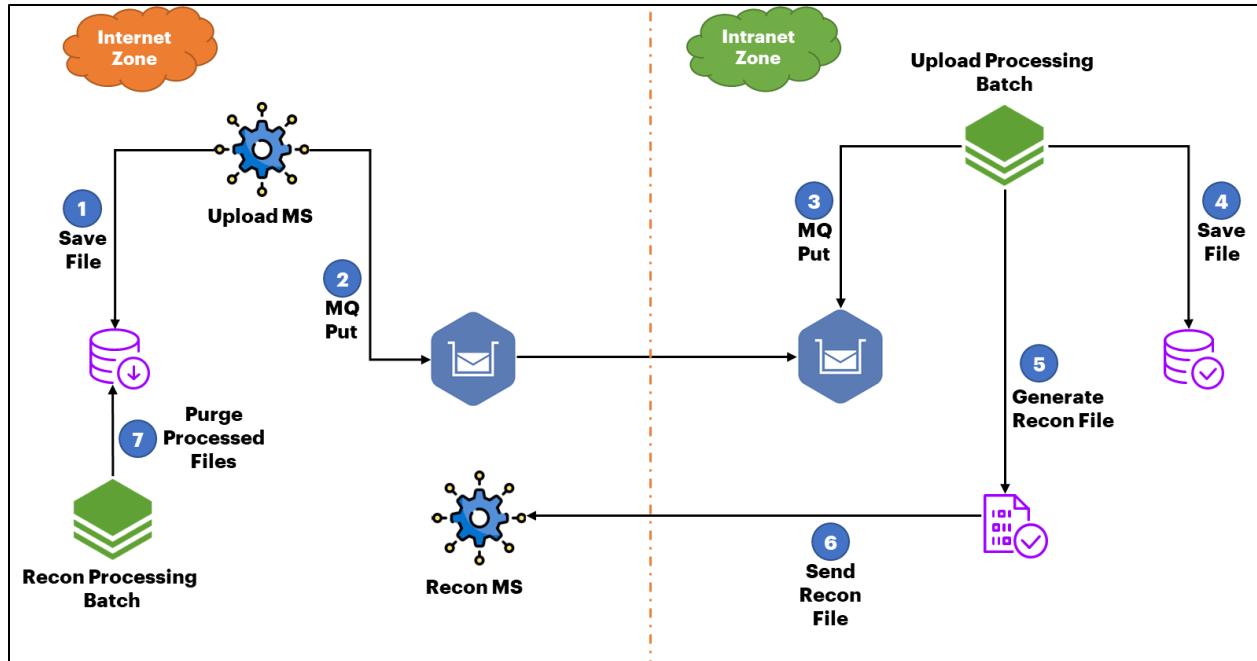 Internet
Zone
Intranet
Zone
Upload Processing
Batch
1
Save
File
Upload MS
2
MQ
Put
3
MQ
Put
4
Save
File
5
Generate
Recon File
7
Purge
Processed
Files
Recon Processing
Batch
Recon MS
6
Send
Recon
File